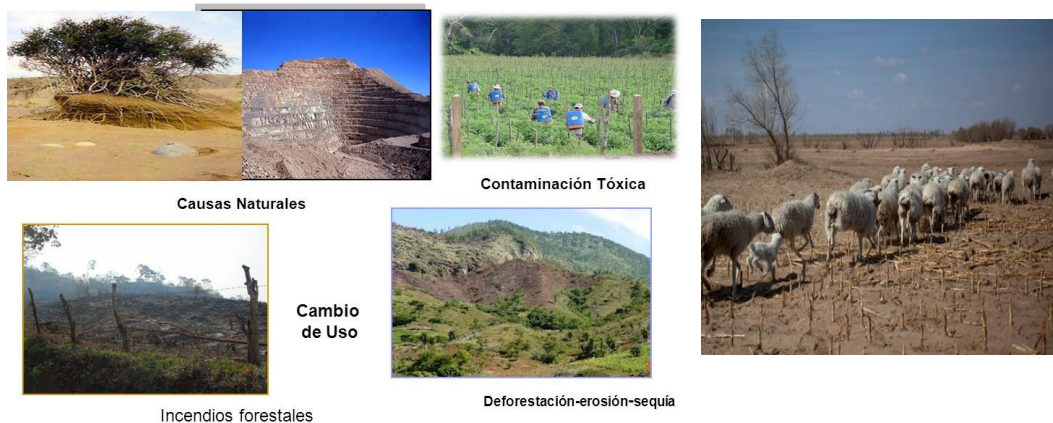 Contaminación Tóxica
Causas Naturales
Cambio
de Uso
Deforestación-erosión-sequía
Incendios forestales